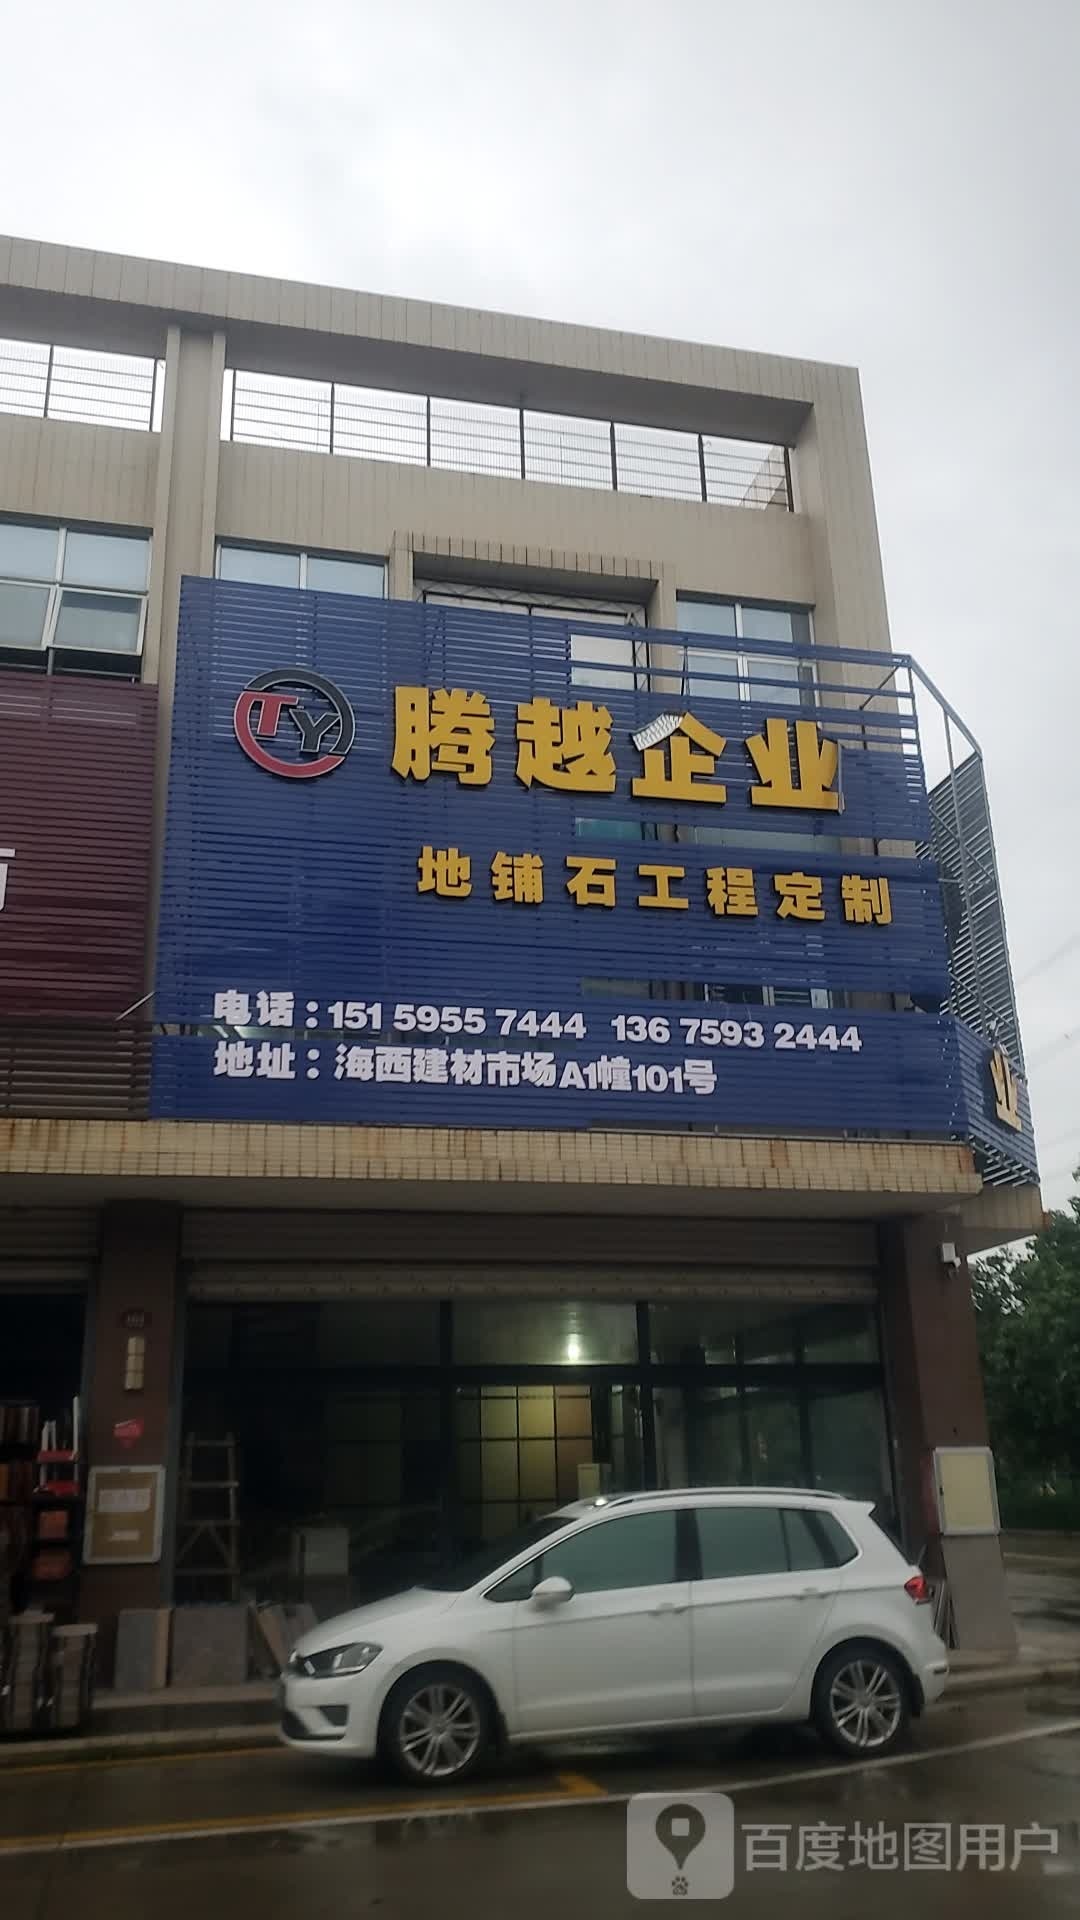 TY
腾越企业
地铺石工程定制
电话：151 5955 7444 136 7593 2444
地址：海西建材市场A1幢101号
业
百度地图用户